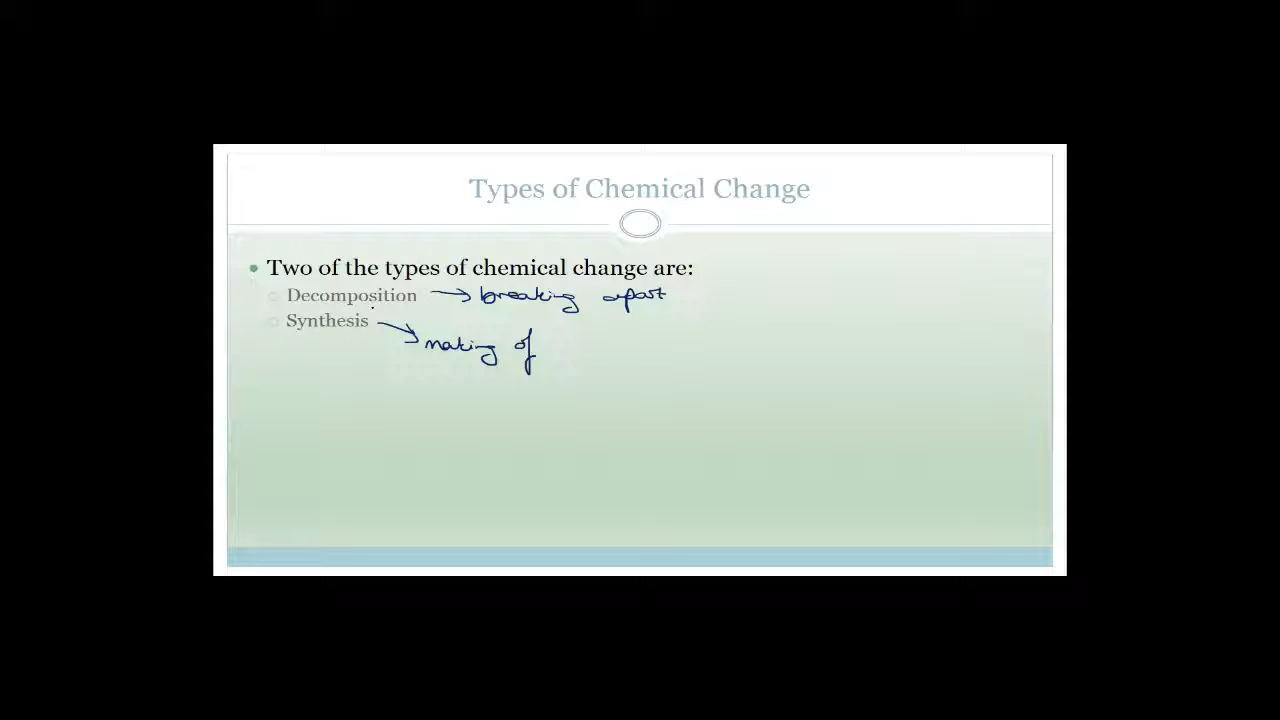 Types of Chemical Change
Two of the types of chemical change are:
Decomposition → breaking apart
Synthesis → making of